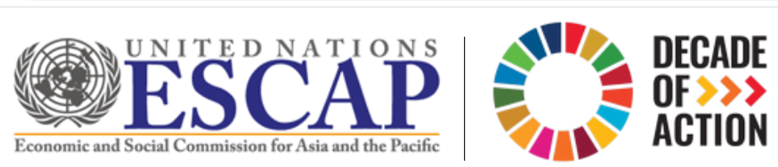 UNITED NATIONS
ESCAP
Economic and Social Commission for Asia and the Pacific
DECADE
OF >>>
ACTION